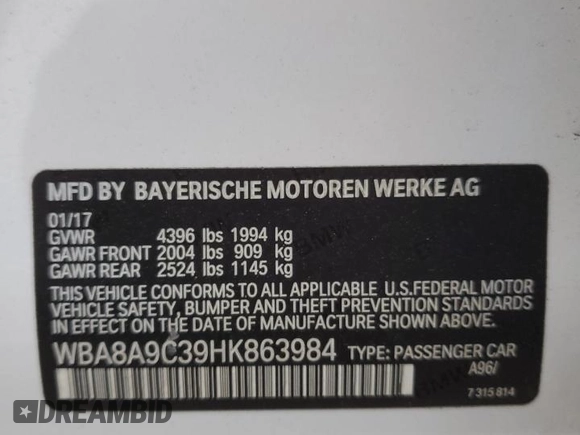 MFD BY BAYERISCHE MOTOREN WERKE AG
01/17
GVWR 4396 lbs 1994 kg
GAWR FRONT 2004 lbs 909 kg
GAWR REAR 2524 lbs 1145 kg
THIS VEHICLE CONFORMS TO ALL APPLICABLE U.S.FEDERAL MOTOR
VEHICLE SAFETY, BUMPER AND THEFT PREVENTION STANDARDS
IN EFFECT ON THE DATE OF MANUFACTURE SHOWN ABOVE.
WBA8A9C39HK863984 TYPE: PASSENGER CAR
A96/
7 315 814
DREAMBID